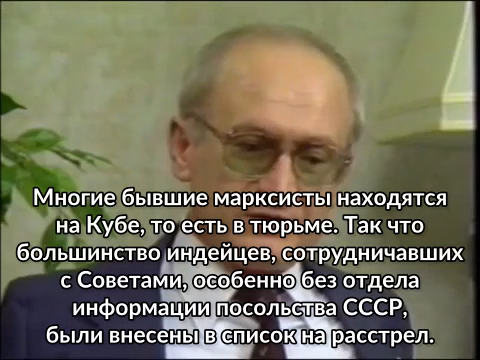 Многие бывшие марксисты находятся
на Кубе, то есть в тюрьме. Так что
большинство индейцев, сотрудничавших
с Советами, особенно без отдела
информации посольства СССР,
были внесены в список на расстрел.